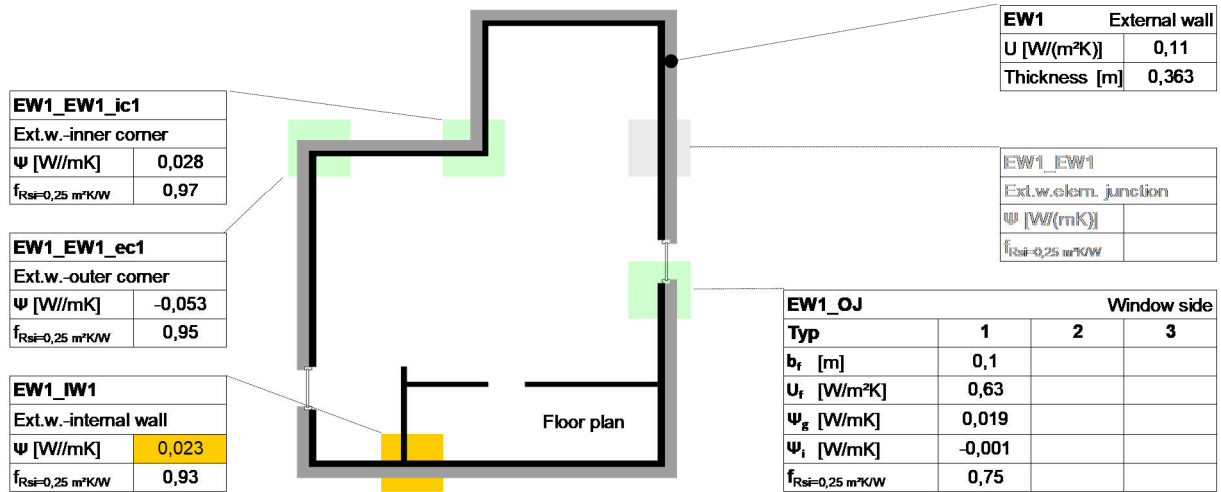 EW1 External wall
U [W/(m²K)] 0,11
Thickness [m] 0,363
EW1_EW1_ic1
Ext.w.-inner corner
Ψ [W//mK] 0,028
fRsi=0,25 m²K/W 0,97
EW1_EW1
Ext.w.elem. junction
Ψ [W/(mK)]
fRsi=0,25 m²K/W
EW1_EW1_ec1
Ext.w.-outer corner
Ψ [W//mK] -0,053
fRsi=0,25 m²K/W 0,95
EW1_OJ Window side
Typ 1 2 3
bf [m] 0,1
Uf [W/m²K] 0,63
Ψg [W/mK] 0,019
Ψi [W/mK] -0,001
fRsi=0,25 m²K/W 0,75
EW1_IW1
Ext.w.-internal wall
Ψ [W//mK] 0,023
fRsi=0,25 m²K/W 0,93
Floor plan